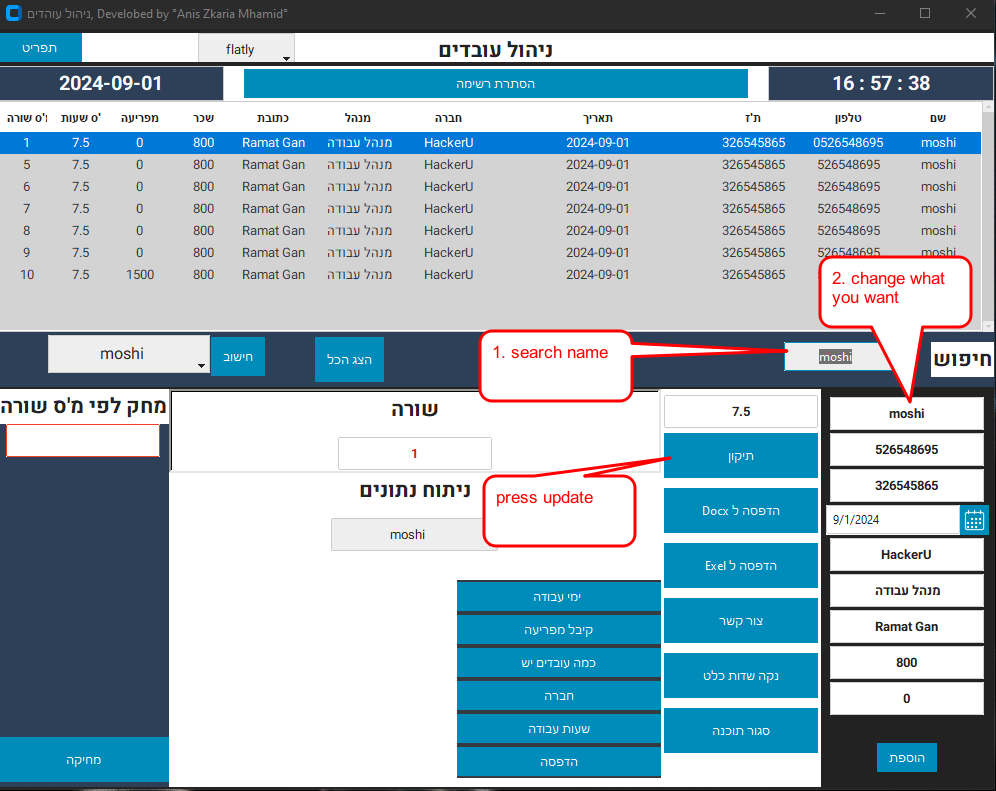 ניהול עוהדים, Develobed by "Anis Zkaria Mhamid"
תפריט
flatly
ניהול עובדים
2024-09-01
הסתרת רשימה
16 : 57 : 38
מ'ס שורה ס' שעות מפריעה שכר כתובת מנהל חברה תאריך ת'ז טלפון שם
1 7.5 0 800 Ramat Gan מנהל עבודה HackerU 2024-09-01 326545865 0526548695 moshi
5 7.5 0 800 Ramat Gan מנהל עבודה HackerU 2024-09-01 326545865 526548695 moshi
6 7.5 0 800 Ramat Gan מנהל עבודה HackerU 2024-09-01 326545865 526548695 moshi
7 7.5 0 800 Ramat Gan מנהל עבודה HackerU 2024-09-01 326545865 526548695 moshi
8 7.5 0 800 Ramat Gan מנהל עבודה HackerU 2024-09-01 326545865 526548695 moshi
9 7.5 0 800 Ramat Gan מנהל עבודה HackerU 2024-09-01 326545865 526548695 moshi
10 7.5 1500 800 Ramat Gan מנהל עבודה HackerU 2024-09-01 326545865
2. change what
you want
moshi
חישוב
הצג הכל
1. search name
moshi
חיפוש
מחק לפי מ'ס שורה
מחיקה
שורה
1
ניתוח נתונים
moshi
ימי עבודה
קיבל מפריעה
כמה עובדים יש
חברה
שעות עבודה
הדפסה
press update
7.5
תיקון
הדפסה ל Docx
הדפסה ל Exel
צור קשר
נקה שדות כלט
סגור תוכנה
moshi
526548695
326545865
9/1/2024
HackerU
מנהל עבודה
Ramat Gan
800
0
הוספת